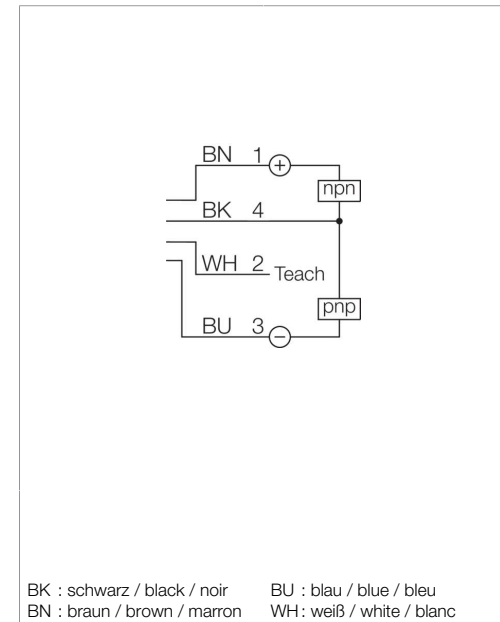 BN 1 +
npn
BK 4
WH 2 Teach
pnp
BU 3 −
BK : schwarz / black / noir BU : blau / blue / bleu
BN : braun / brown / marron WH : weiß / white / blanc